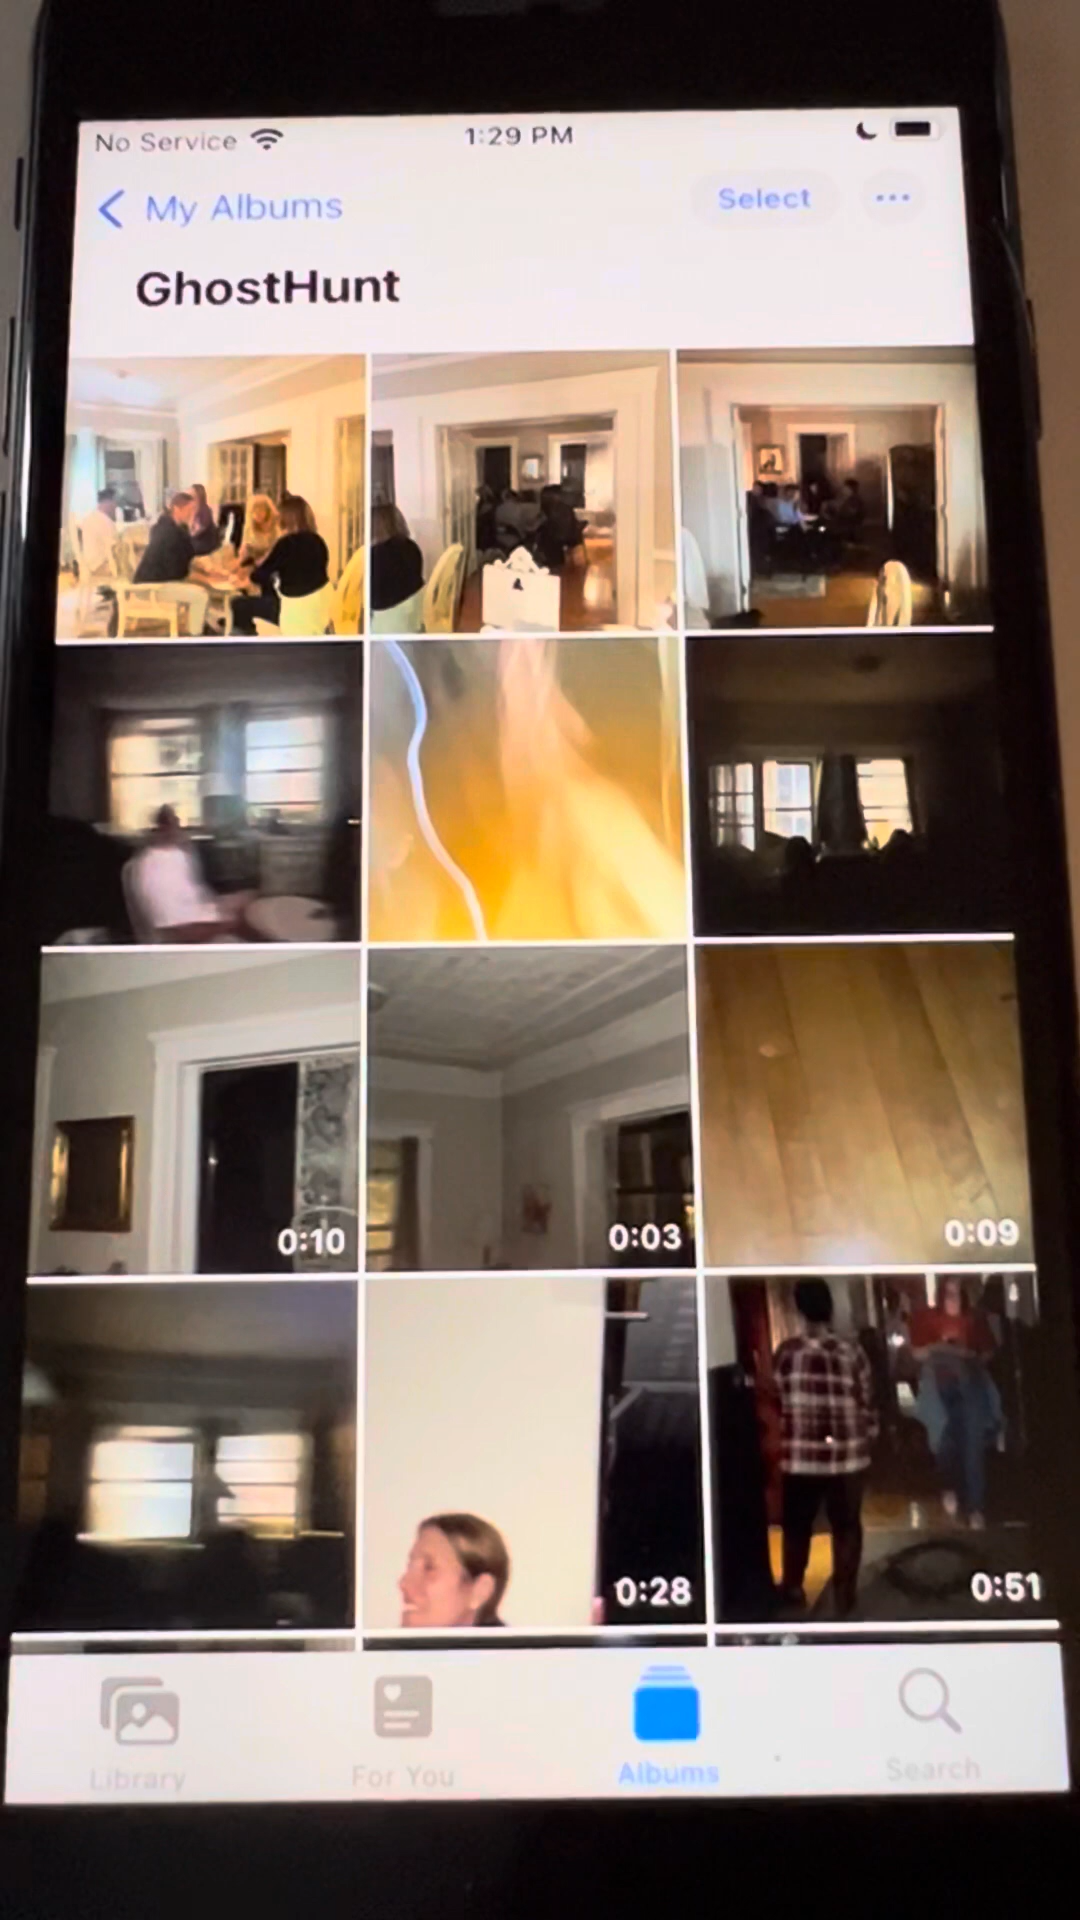 No Service
1:29 PM
My Albums
Select
GhostHunt
0:10
0:03
0:09
0:28
0:51
Library
For You
Albums
Search